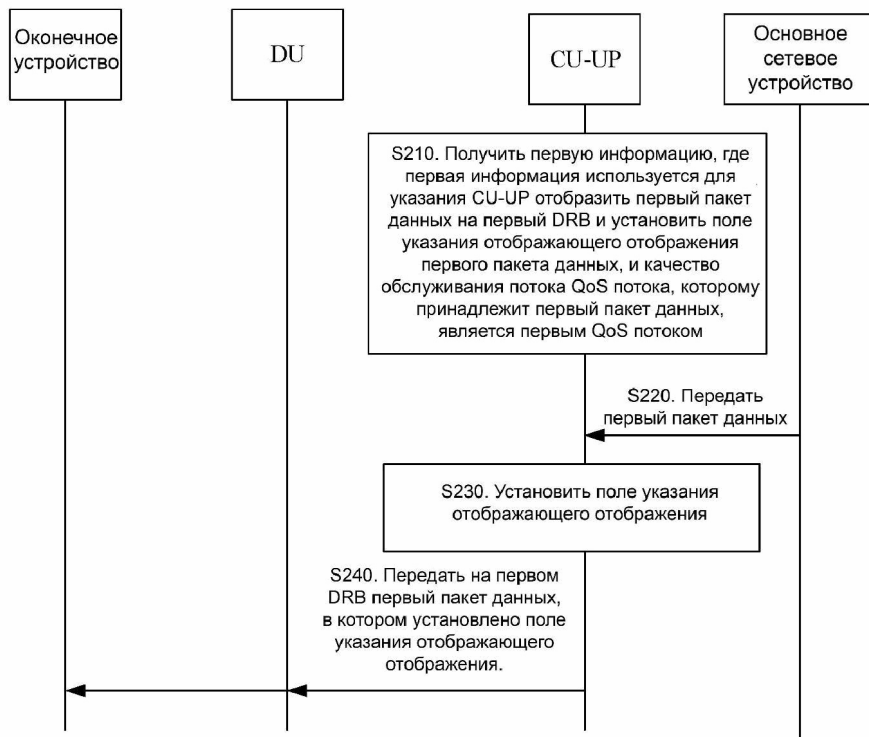 Оконечное
устройство
DU
CU-UP
Основное
сетевое
устройство
S210. Получить первую информацию, где
первая информация используется для
указания CU-UP отобразить первый пакет
данных на первый DRB и установить поле
указания отображающего отображения
первого пакета данных, и качество
обслуживания потока QoS потока, которому
принадлежит первый пакет данных,
является первым QoS потоком
S220. Передать
первый пакет данных
S230. Установить поле указания
отображающего отображения
S240. Передать на первом
DRB первый пакет данных,
в котором установлено поле
указания отображающего
отображения.